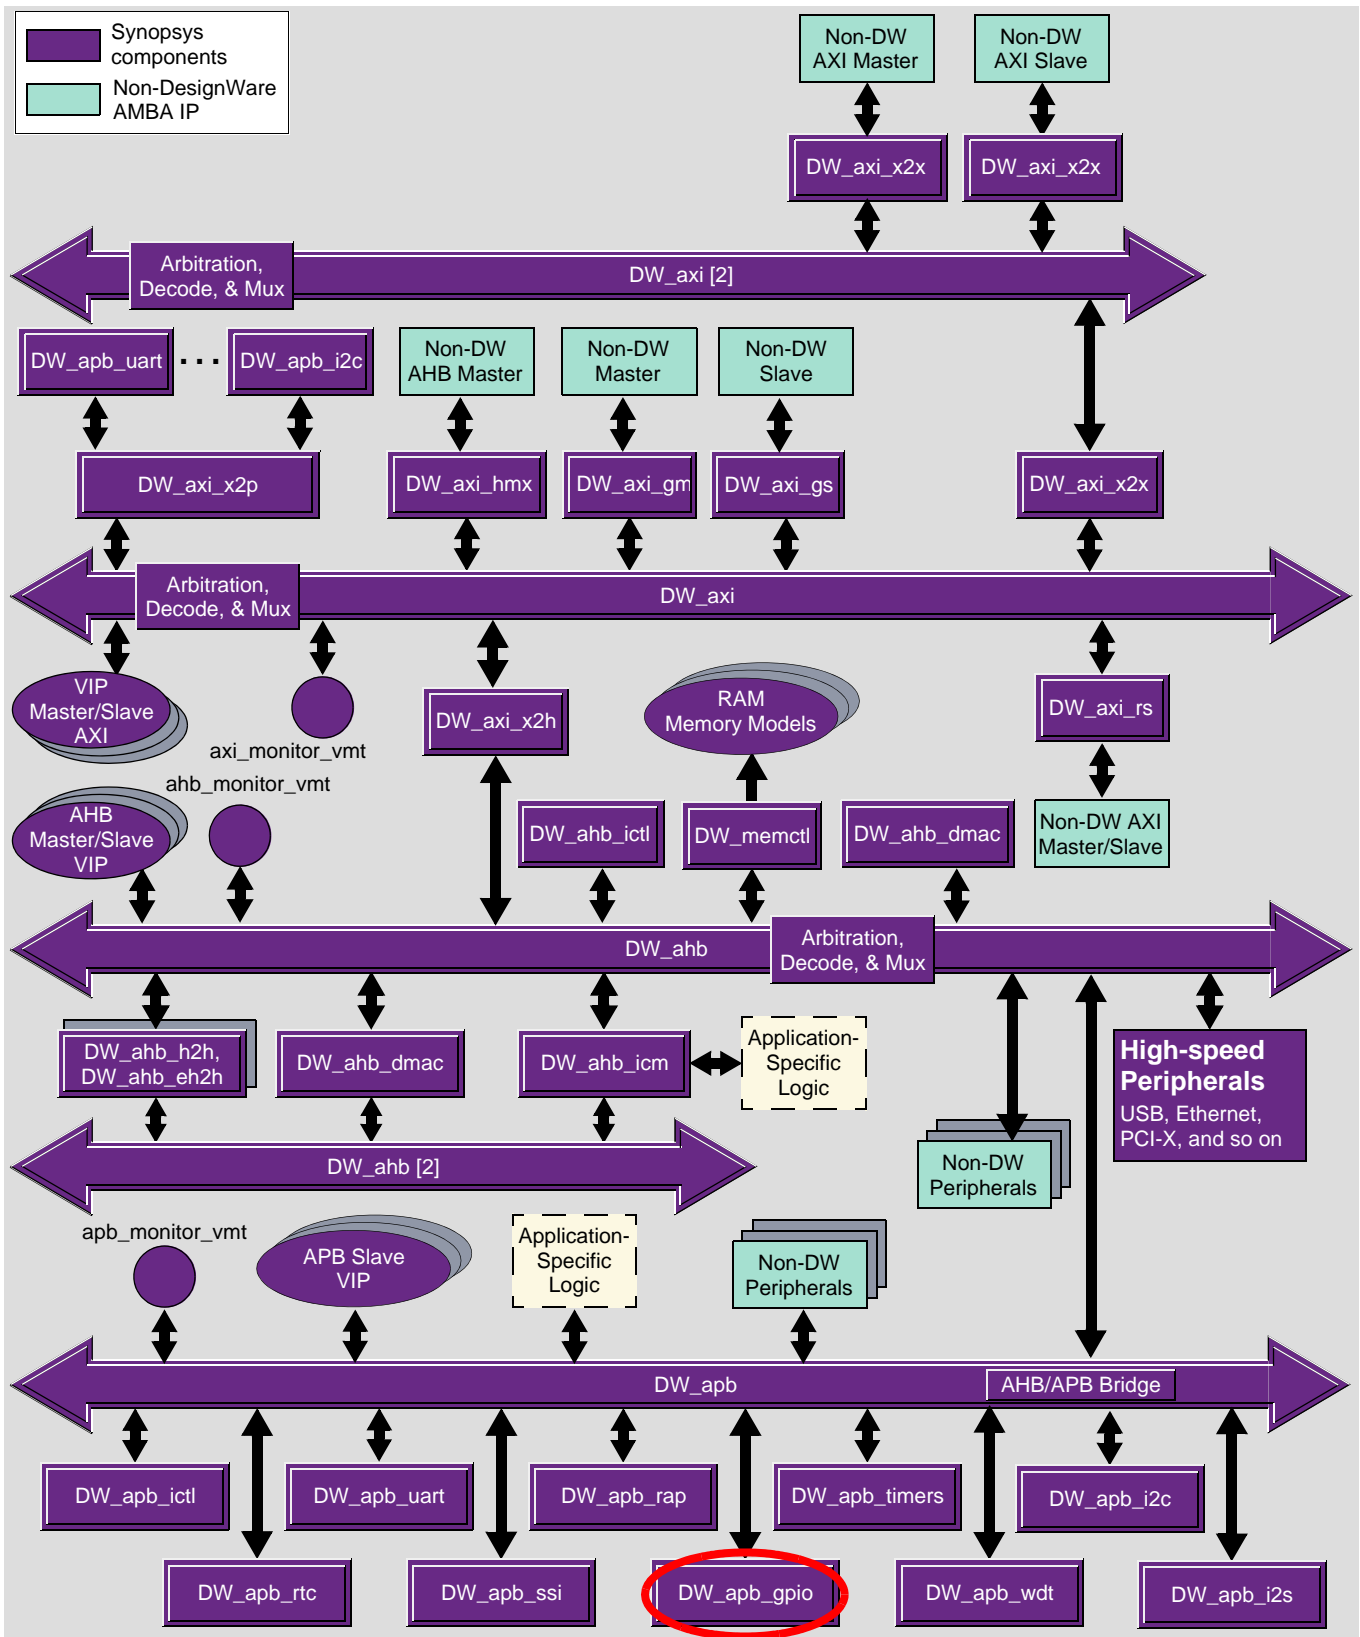 Synopsys
components
Non-DesignWare
AMBA IP
Non-DW
AXI Master
Non-DW
AXI Slave
DW_axi_x2x
DW_axi_x2x
Arbitration,
Decode, & Mux
DW_axi [2]
DW_apb_uart
. . .
DW_apb_i2c
Non-DW
AHB Master
Non-DW
Master
Non-DW
Slave
DW_axi_x2p
DW_axi_hmx
DW_axi_gm
DW_axi_gs
DW_axi_x2x
Arbitration,
Decode, & Mux
DW_axi
VIP
Master/Slave
AXI
axi_monitor_vmt
DW_axi_x2h
RAM
Memory Models
DW_axi_rs
ahb_monitor_vmt
AHB
Master/Slave
VIP
DW_ahb_ictl
DW_memctl
DW_ahb_dmac
Non-DW AXI
Master/Slave
DW_ahb
Arbitration,
Decode, & Mux
DW_ahb_h2h,
DW_ahb_eh2h
DW_ahb_dmac
DW_ahb_icm
Application-
Specific
Logic
High-speed
Peripherals
USB, Ethernet,
PCI-X, and so on
DW_ahb [2]
Non-DW
Peripherals
apb_monitor_vmt
APB Slave
VIP
Application-
Specific
Logic
Non-DW
Peripherals
DW_apb
AHB/APB Bridge
DW_apb_ictl
DW_apb_uart
DW_apb_rap
DW_apb_timers
DW_apb_i2c
DW_apb_rtc
DW_apb_ssi
DW_apb_gpio
DW_apb_wdt
DW_apb_i2s